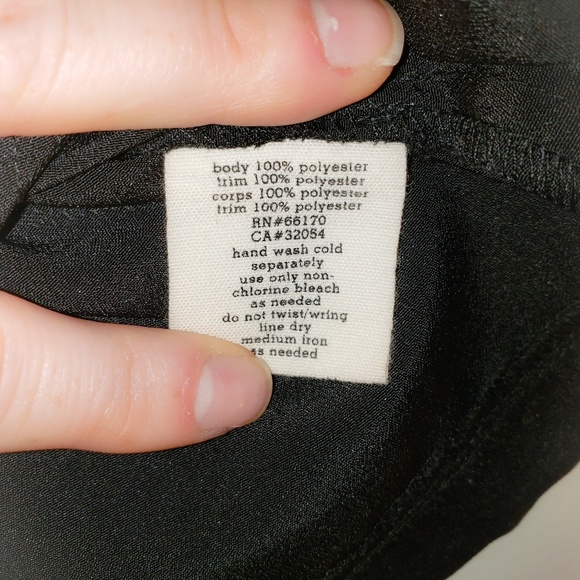 body 100% polyester
trim 100% polyester
corps 100% polyester
trim 100% polyester
RN#66170
CA#32054
hand wash cold
separately
use only non-
chlorine bleach
as needed
do not twist/wring
line dry
medium iron
as needed